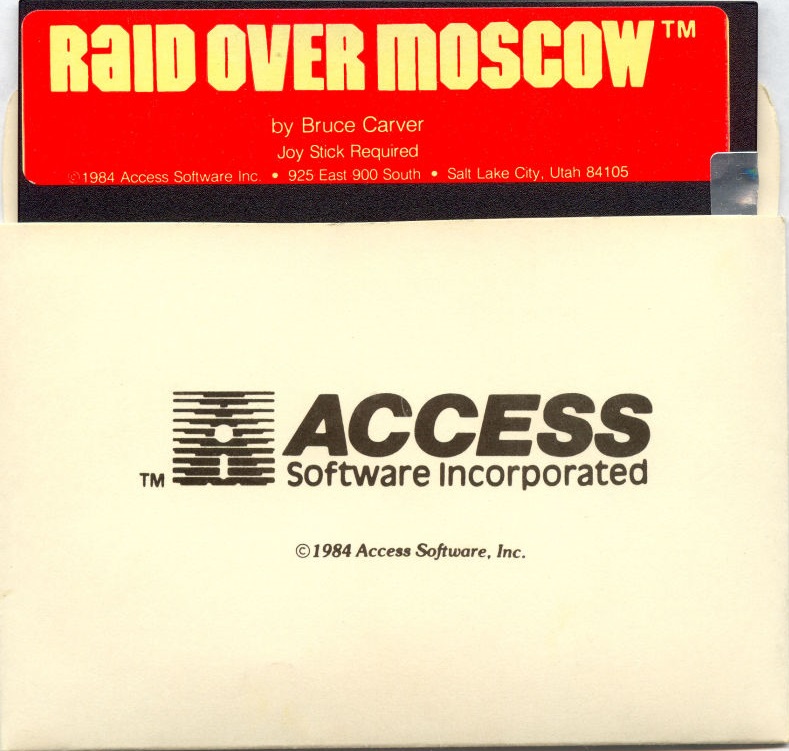 RaID OVER MOSCOW™
by Bruce Carver
Joy Stick Required
©1984 Access Software Inc. • 925 East 900 South • Salt Lake City, Utah 84105
ACCESS
TM Software Incorporated
©1984 Access Software, Inc.